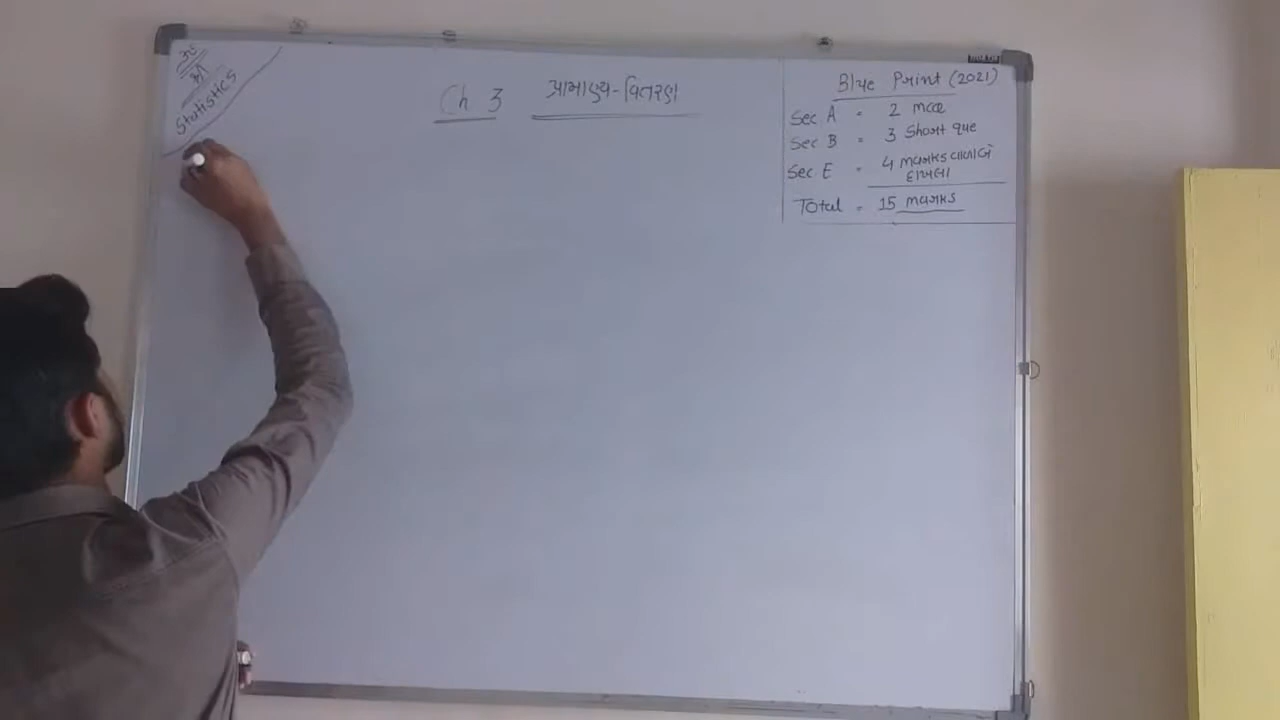 Statistics
Ch 3 પ્રામાણ્ય-વિતરણ
Blue Print (2021)
Sec A = 2 mcq
Sec B = 3 Short que
Sec E = 4 marks વાળા
દાખલા
Total = 15 marks